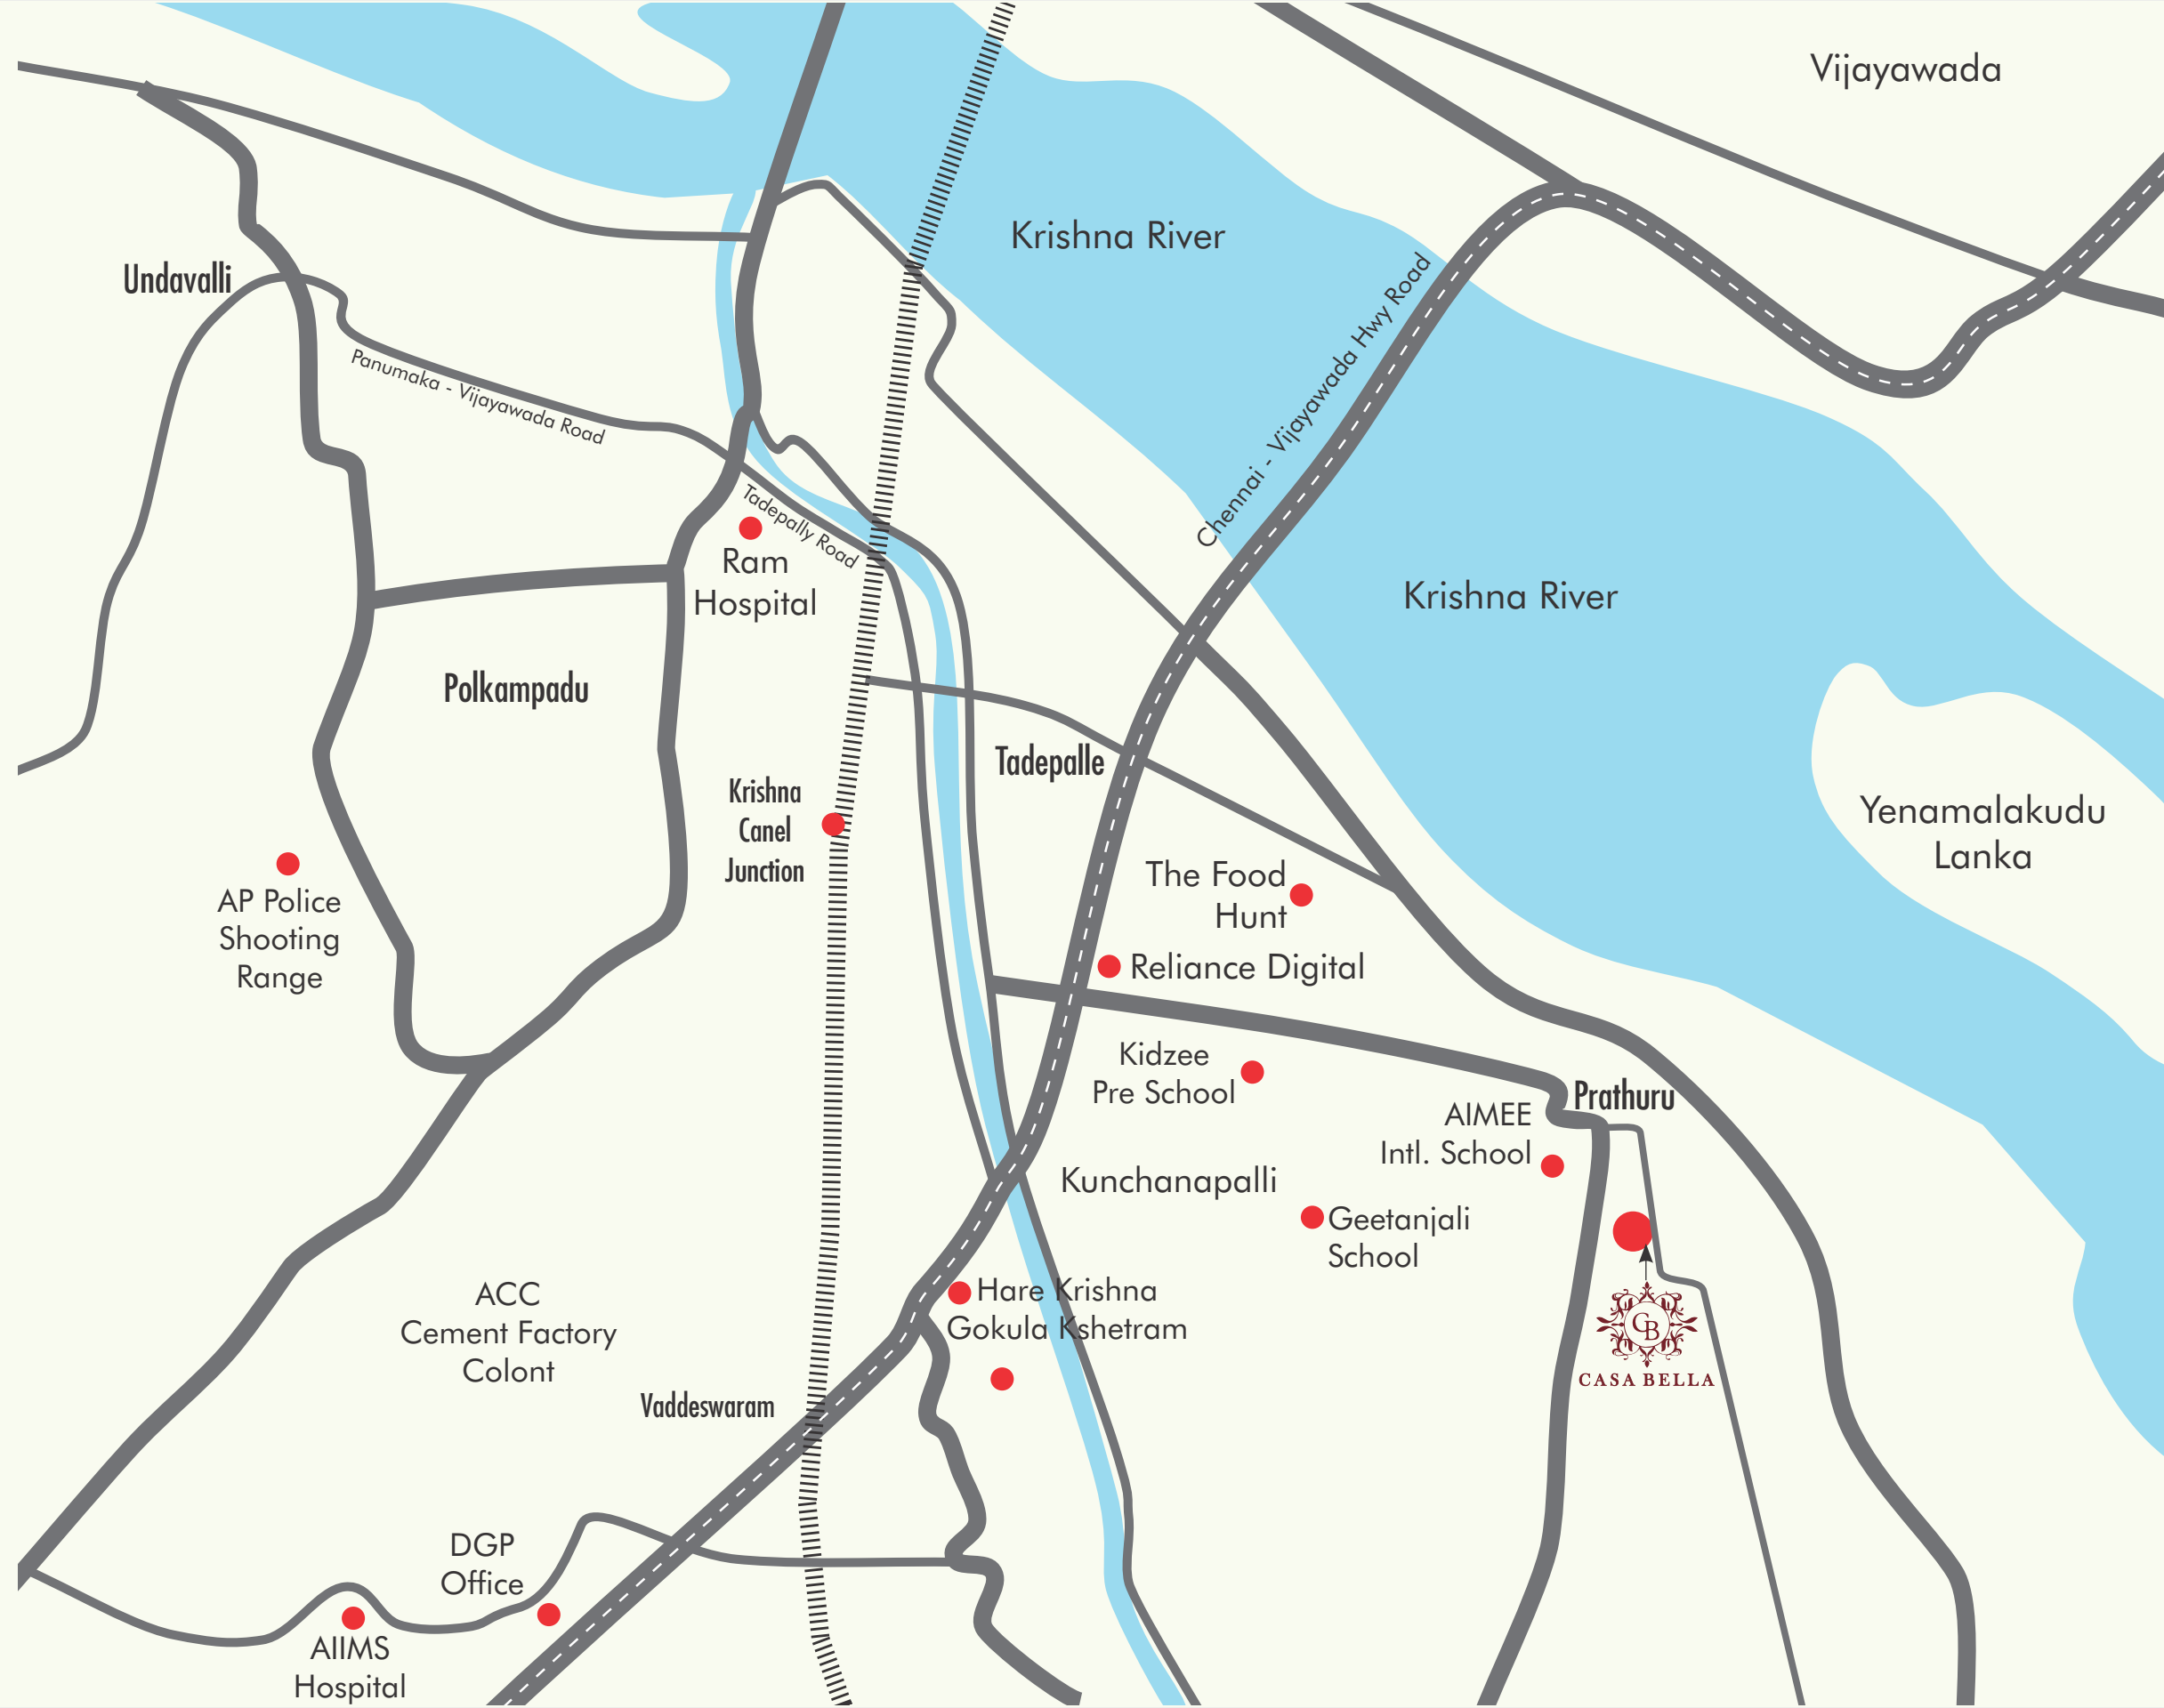 Vijayawada
Krishna River
Undavalli
Chennai - Vijayawada Hwy Road
Panumaka - Vijayawada Road
Tadepally Road
Ram
Hospital
Krishna River
Polkampadu
Tadepalle
Krishna
Canel
Junction
Yenamalakudu
Lanka
The Food
Hunt
AP Police
Shooting
Range
Reliance Digital
Kidzee
Pre School
Prathuru
AIMEE
Intl. School
Kunchanapalli
Geetanjali
School
Hare Krishna
Gokula Kshetram
ACC
Cement Factory
Colont
CB
CASA BELLA
Vaddeswaram
DGP
Office
AIIMS
Hospital